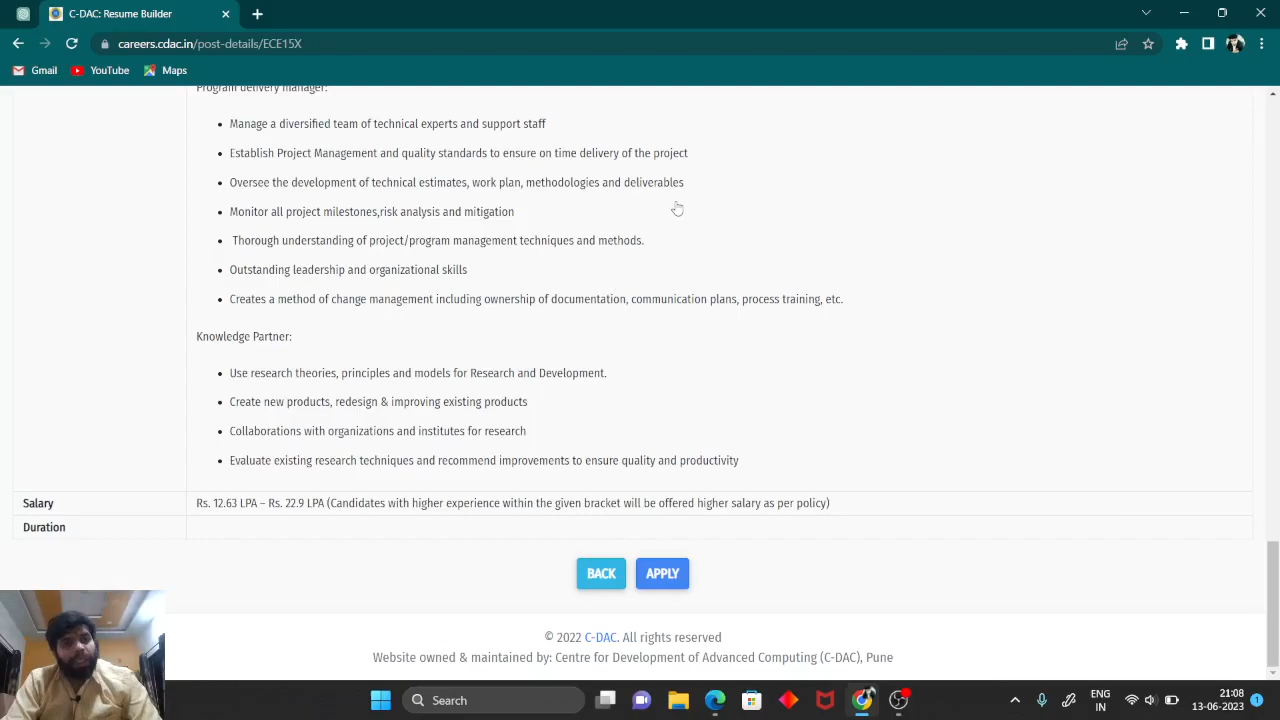 C-DAC: Resume Builder
careers.cdac.in/post-details/ECE15X
Gmail
YouTube
Maps
Program delivery manager:
Manage a diversified team of technical experts and support staff
Establish Project Management and quality standards to ensure on time delivery of the project
Oversee the development of technical estimates, work plan, methodologies and deliverables
Monitor all project milestones,risk analysis and mitigation
Thorough understanding of project/program management techniques and methods.
Outstanding leadership and organizational skills
Creates a method of change management including ownership of documentation, communication plans, process training, etc.
Knowledge Partner:
Use research theories, principles and models for Research and Development.
Create new products, redesign & improving existing products
Collaborations with organizations and institutes for research
Evaluate existing research techniques and recommend improvements to ensure quality and productivity
Salary Rs. 12.63 LPA – Rs. 22.9 LPA (Candidates with higher experience within the given bracket will be offered higher salary as per policy)
Duration
BACK APPLY
© 2022 C-DAC. All rights reserved
Website owned & maintained by: Centre for Development of Advanced Computing (C-DAC), Pune
Search
ENG
IN
21:08
13-06-2023
1